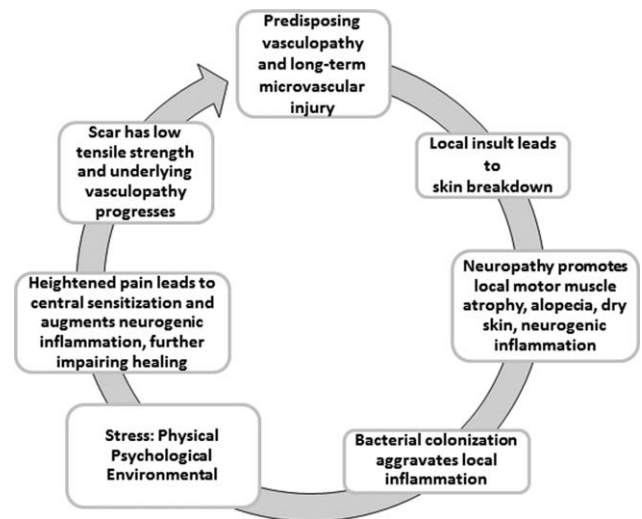 Predisposing
vasculopathy
and long-term
microvascular
injury
Local insult leads
to
skin breakdown
Neuropathy promotes
local motor muscle
atrophy, alopecia, dry
skin, neurogenic
inflammation
Bacterial colonization
aggravates local
inflammation
Stress: Physical
Psychological
Environmental
Heightened pain leads to
central sensitization and
augments neurogenic
inflammation, further
impairing healing
Scar has low
tensile strength
and underlying
vasculopathy
progresses